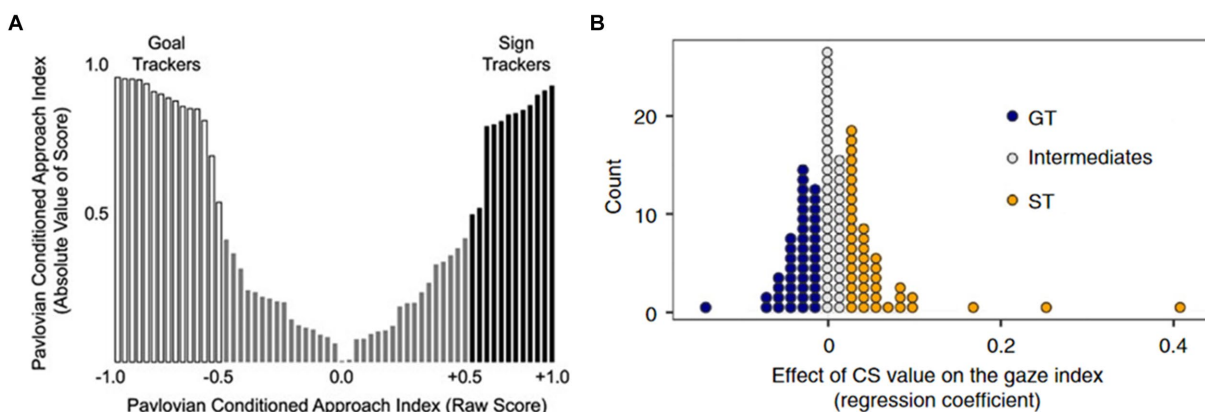 A
Goal
Trackers
Sign
Trackers
Pavlovian Conditioned Approach Index
(Absolute Value of Score)
1.0
0.5
-1.0
-0.5
0.0
+0.5
+1.0
Pavlovian Conditioned Approach Index (Raw Score)
B
Count
20
10
0
GT
Intermediates
ST
0
0.2
0.4
Effect of CS value on the gaze index
(regression coefficient)